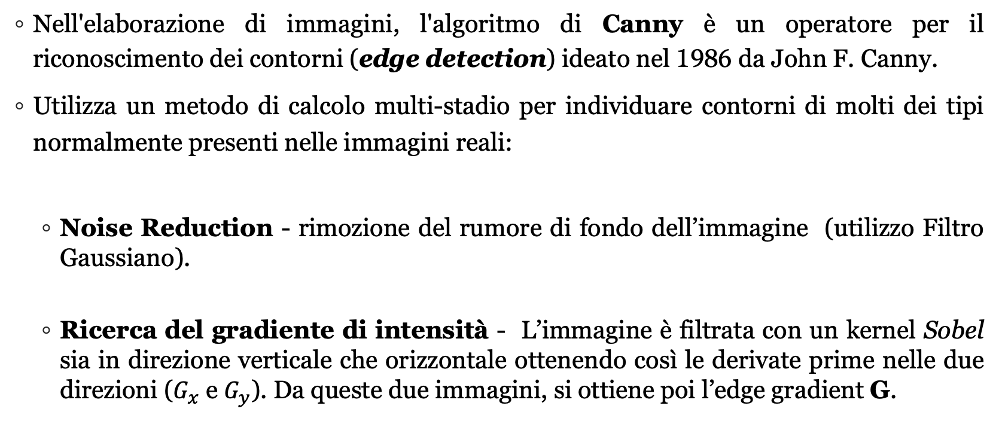 ◦ Nell'elaborazione di immagini, l'algoritmo di Canny è un operatore per il
riconoscimento dei contorni (edge detection) ideato nel 1986 da John F. Canny.
◦ Utilizza un metodo di calcolo multi-stadio per individuare contorni di molti dei tipi
normalmente presenti nelle immagini reali:
◦ Noise Reduction - rimozione del rumore di fondo dell’immagine (utilizzo Filtro
Gaussiano).
◦ Ricerca del gradiente di intensità - L’immagine è filtrata con un kernel Sobel
sia in direzione verticale che orizzontale ottenendo così le derivate prime nelle due
direzioni (Gₓ e Gᵧ). Da queste due immagini, si ottiene poi l’edge gradient G.